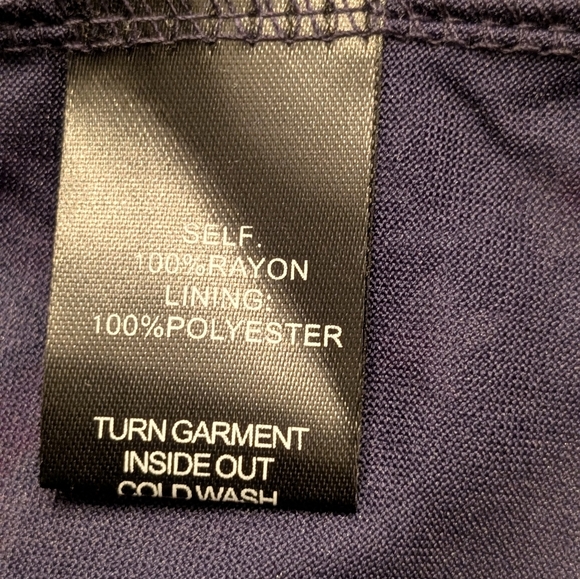 SELF:
100%RAYON
LINING:
100%POLYESTER
TURN GARMENT
INSIDE OUT
COLD WASH